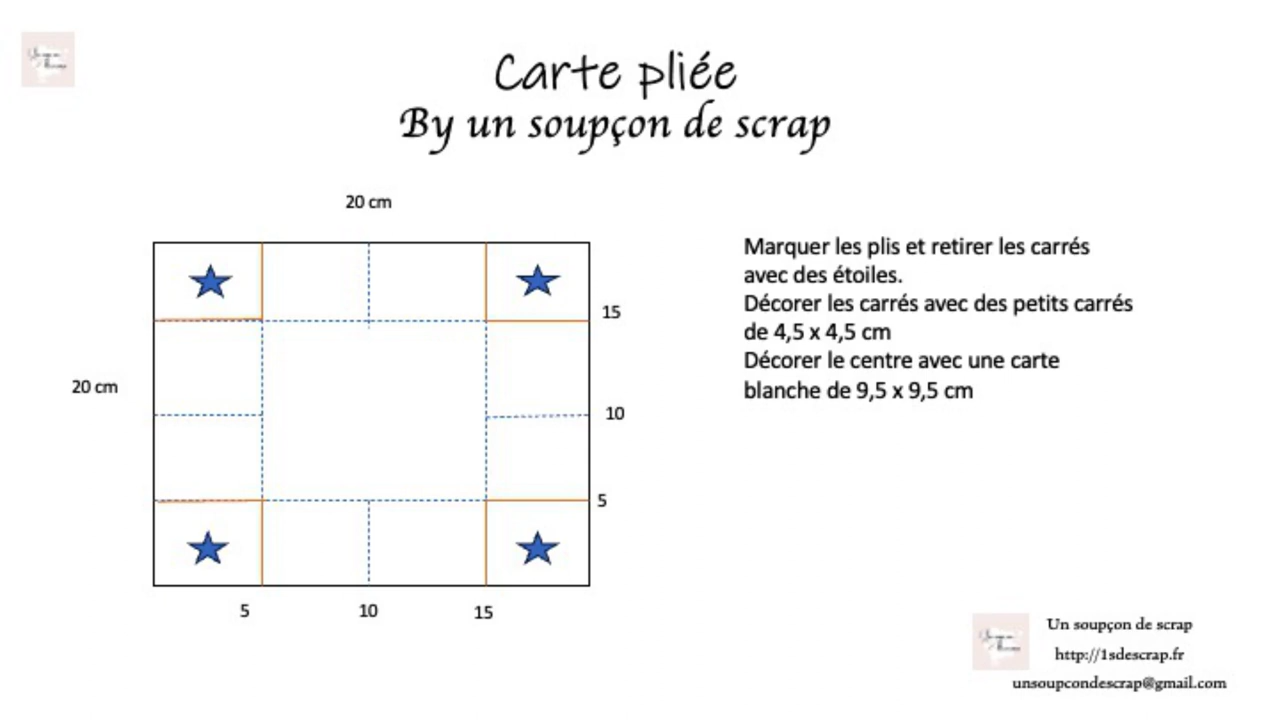 Carte pliée
By un soupçon de scrap
20 cm
Marquer les plis et retirer les carrés
avec des étoiles.
Décorer les carrés avec des petits carrés
de 4,5 x 4,5 cm
Décorer le centre avec une carte
blanche de 9,5 x 9,5 cm
15
20 cm
10
5
5
10
15
Un soupçon de scrap
http://1sdescrap.fr
unsoupcondescrap@gmail.com